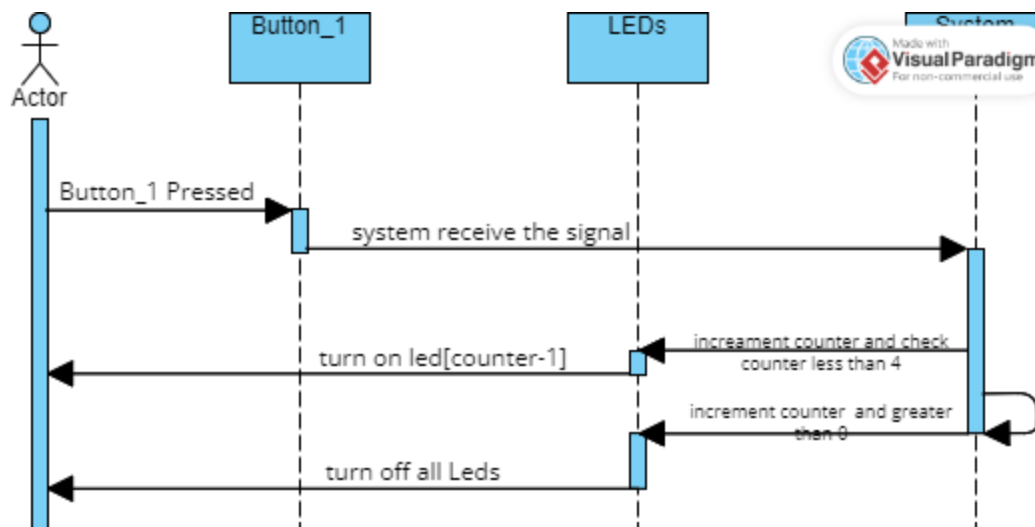 Button_1
LEDs
System
Made with
Visual Paradigm
For non-commercial use
Actor
Button_1 Pressed
system receive the signal
increament counter and check
counter less than 4
turn on led[counter-1]
increment counter and greater
than 0
turn off all Leds